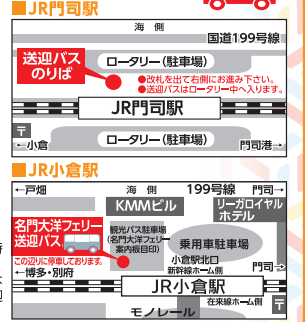 ■JR門司駅
海 側
国道199号線
送迎バス
のりば
ロータリー（駐車場）
●改札を出て右側にお進み下さい。
●送迎バスはロータリー中へ入ります。
JR門司駅
〒
ロータリー（駐車場）
←小倉
門司港→
■JR小倉駅
←戸畑
海 側
199号線
門司→
KMMビル
リーガロイヤル
ホテル
名門大洋フェリー
送迎バス
この辺りに停車しております。
観光バス駐車場
（名門大洋フェリー
案内板目印）
乗用車駐車場
小倉駅北口
新幹線ホーム側
←博多・別府
門司→
JR小倉駅
在来線ホーム側
モノレール
〒
時